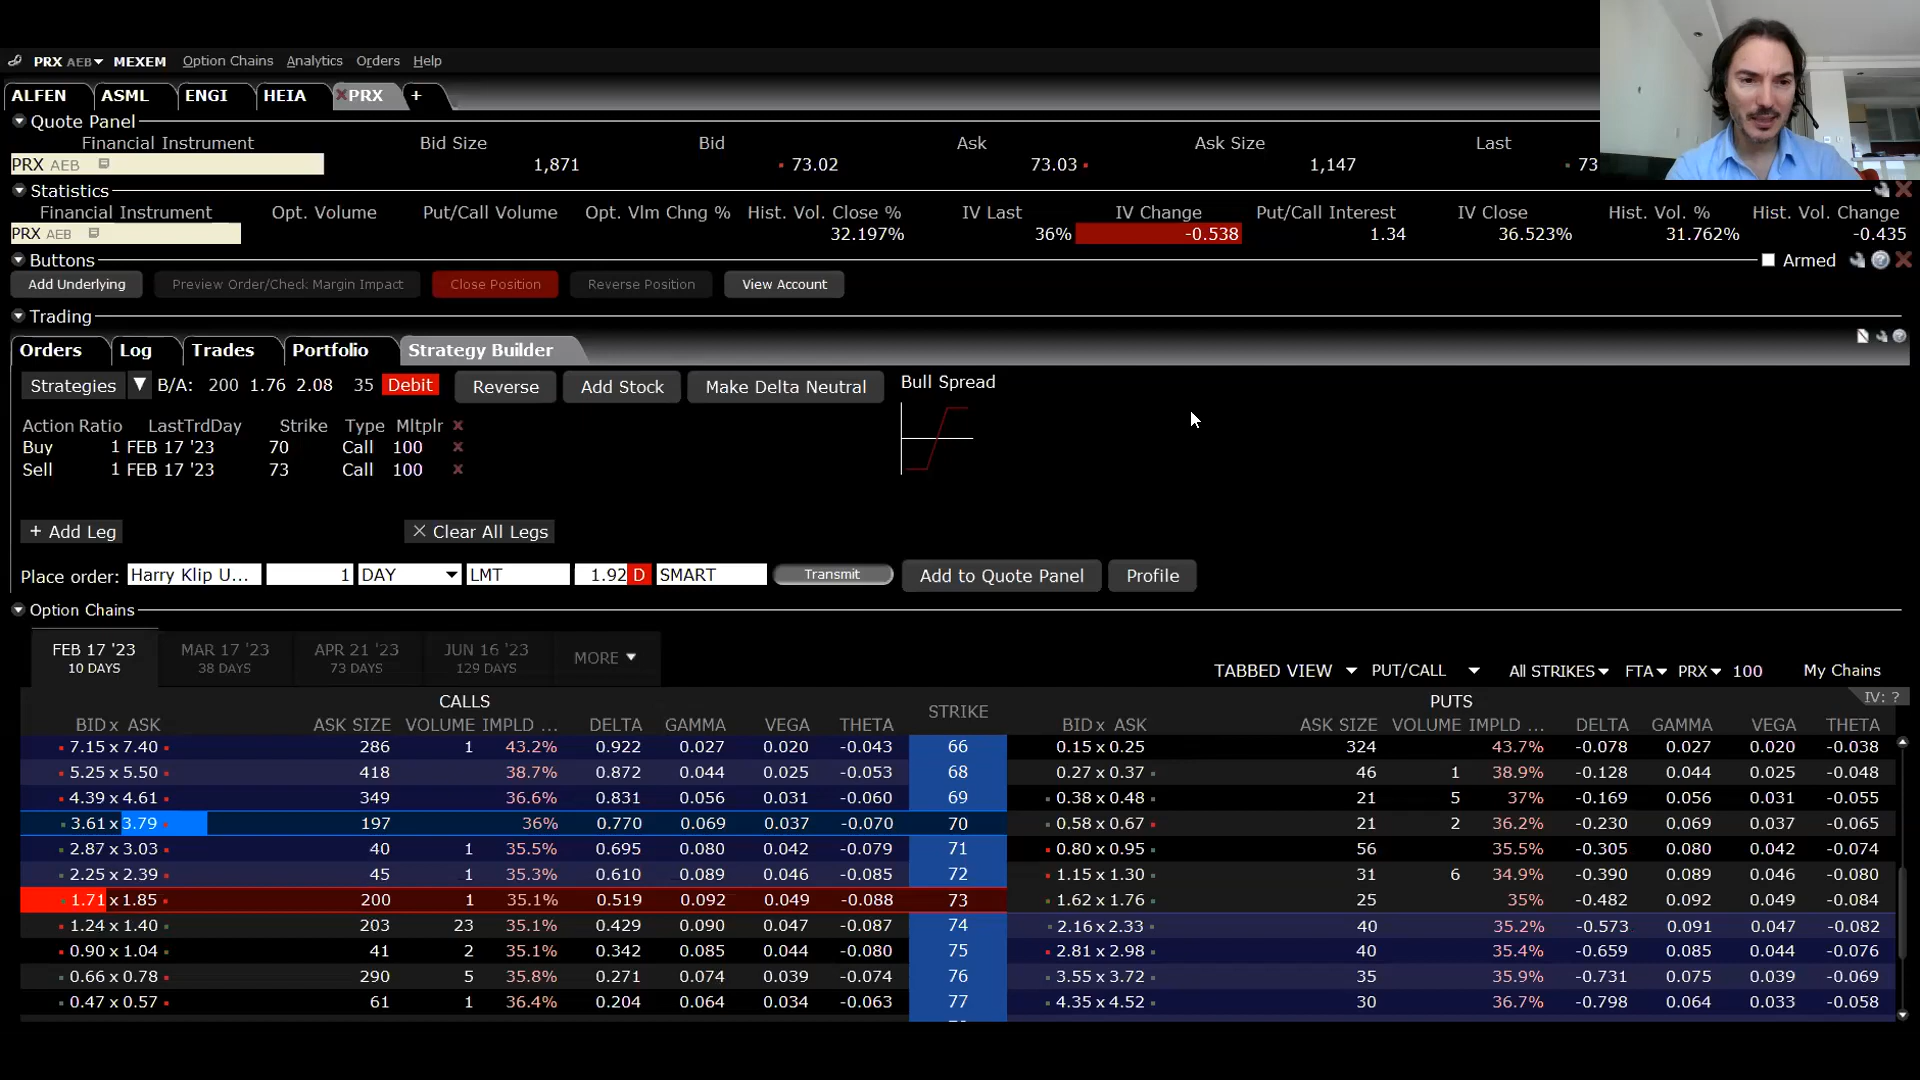 PRX AEB MEXEM Option Chains Analytics Orders Help
ALFEN ASML ENGI HEIA PRX +
Quote Panel
Financial Instrument Bid Size Bid Ask Ask Size Last
PRX AEB 1,871 73.02 73.03 1,147 73
Statistics
Financial Instrument Opt. Volume Put/Call Volume Opt. Vlm Chng % Hist. Vol. Close % IV Last IV Change Put/Call Interest IV Close Hist. Vol. % Hist. Vol. Change
PRX AEB 32.197% 36% -0.538 1.34 36.523% 31.762% -0.435
Buttons Armed
Add Underlying Preview Order/Check Margin Impact Close Position Reverse Position View Account
Trading
Orders Log Trades Portfolio Strategy Builder
Strategies B/A: 200 1.76 2.08 35 Debit Reverse Add Stock Make Delta Neutral Bull Spread
Action Ratio LastTrdDay Strike Type Mltplr
Buy 1 FEB 17 '23 70 Call 100
Sell 1 FEB 17 '23 73 Call 100
+ Add Leg × Clear All Legs
Place order: Harry Klip U... 1 DAY LMT 1.92 D SMART Transmit Add to Quote Panel Profile
Option Chains
FEB 17 '23 MAR 17 '23 APR 21 '23 JUN 16 '23 MORE
10 DAYS 38 DAYS 73 DAYS 129 DAYS
TABBED VIEW PUT/CALL All STRIKES FTA PRX 100 My Chains
CALLS STRIKE PUTS IV: ?
BID x ASK ASK SIZE VOLUME IMPLD ... DELTA GAMMA VEGA THETA BID x ASK ASK SIZE VOLUME IMPLD ... DELTA GAMMA VEGA THETA
7.15 x 7.40 286 1 43.2% 0.922 0.027 0.020 -0.043 66 0.15 x 0.25 324 43.7% -0.078 0.027 0.020 -0.038
5.25 x 5.50 418 38.7% 0.872 0.044 0.025 -0.053 68 0.27 x 0.37 46 1 38.9% -0.128 0.044 0.025 -0.048
4.39 x 4.61 349 36.6% 0.831 0.056 0.031 -0.060 69 0.38 x 0.48 21 5 37% -0.169 0.056 0.031 -0.055
3.61 x 3.79 197 36% 0.770 0.069 0.037 -0.070 70 0.58 x 0.67 21 2 36.2% -0.230 0.069 0.037 -0.065
2.87 x 3.03 40 1 35.5% 0.695 0.080 0.042 -0.079 71 0.80 x 0.95 56 35.5% -0.305 0.080 0.042 -0.074
2.25 x 2.39 45 1 35.3% 0.610 0.089 0.046 -0.085 72 1.15 x 1.30 31 6 34.9% -0.390 0.089 0.046 -0.080
1.71 x 1.85 200 1 35.1% 0.519 0.092 0.049 -0.088 73 1.62 x 1.76 25 35% -0.482 0.092 0.049 -0.084
1.24 x 1.40 203 23 35.1% 0.429 0.090 0.047 -0.087 74 2.16 x 2.33 40 35.2% -0.573 0.091 0.047 -0.082
0.90 x 1.04 41 2 35.1% 0.342 0.085 0.044 -0.080 75 2.81 x 2.98 40 35.4% -0.659 0.085 0.044 -0.076
0.66 x 0.78 290 5 35.8% 0.271 0.074 0.039 -0.074 76 3.55 x 3.72 35 35.9% -0.731 0.075 0.039 -0.069
0.47 x 0.57 61 1 36.4% 0.204 0.064 0.034 -0.063 77 4.35 x 4.52 30 36.7% -0.798 0.064 0.033 -0.058